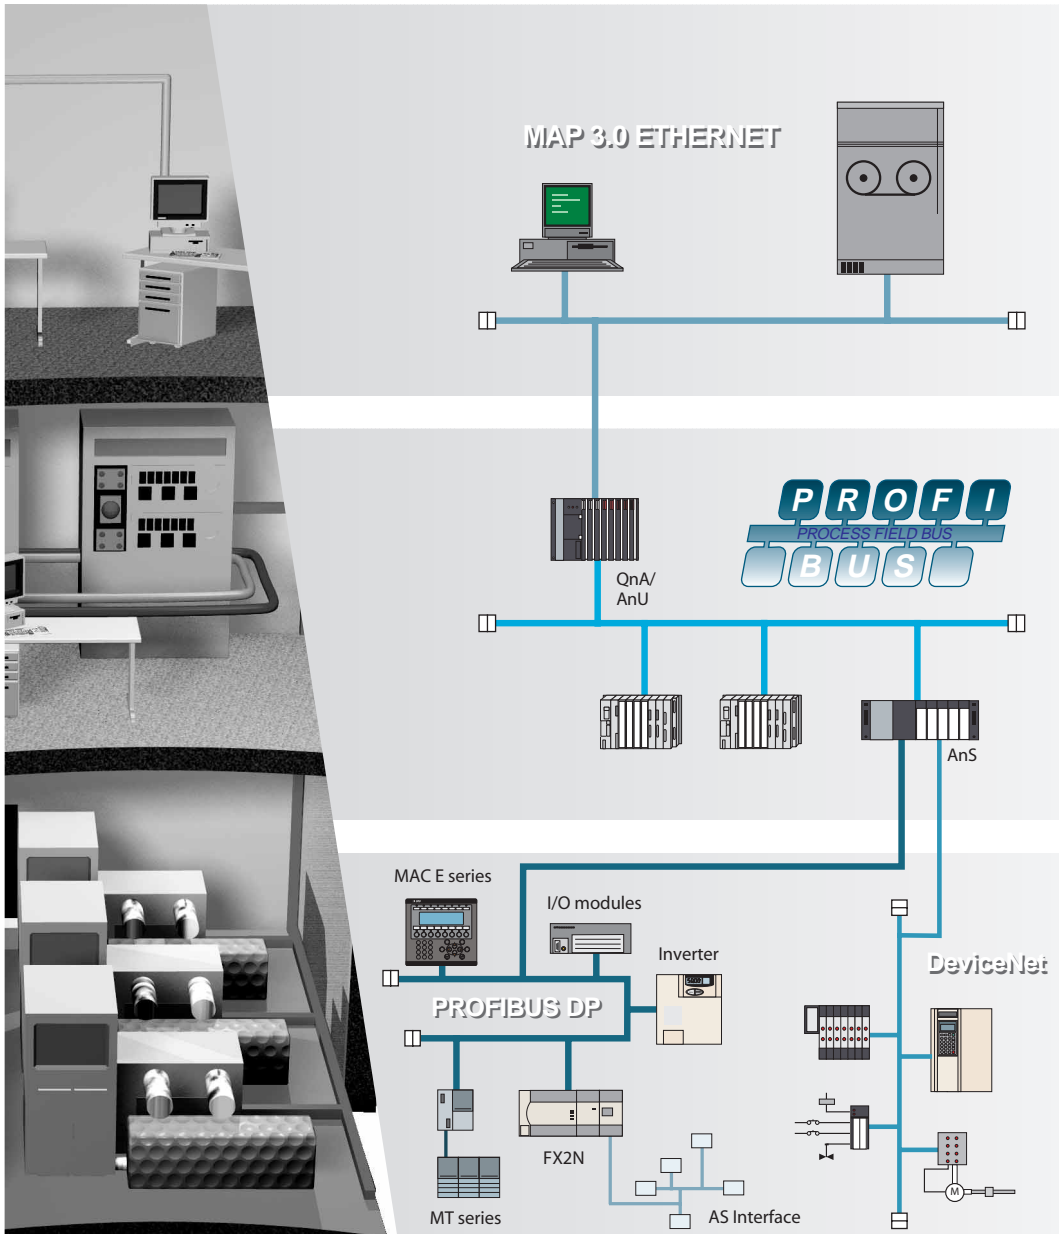 MAP 3.0 ETHERNET
PROFI
PROCESS FIELD BUS
BUS
QnA/
AnU
AnS
MAC E series
I/O modules
Inverter
DeviceNet
PROFIBUS DP
FX2N
M
MT series
AS Interface